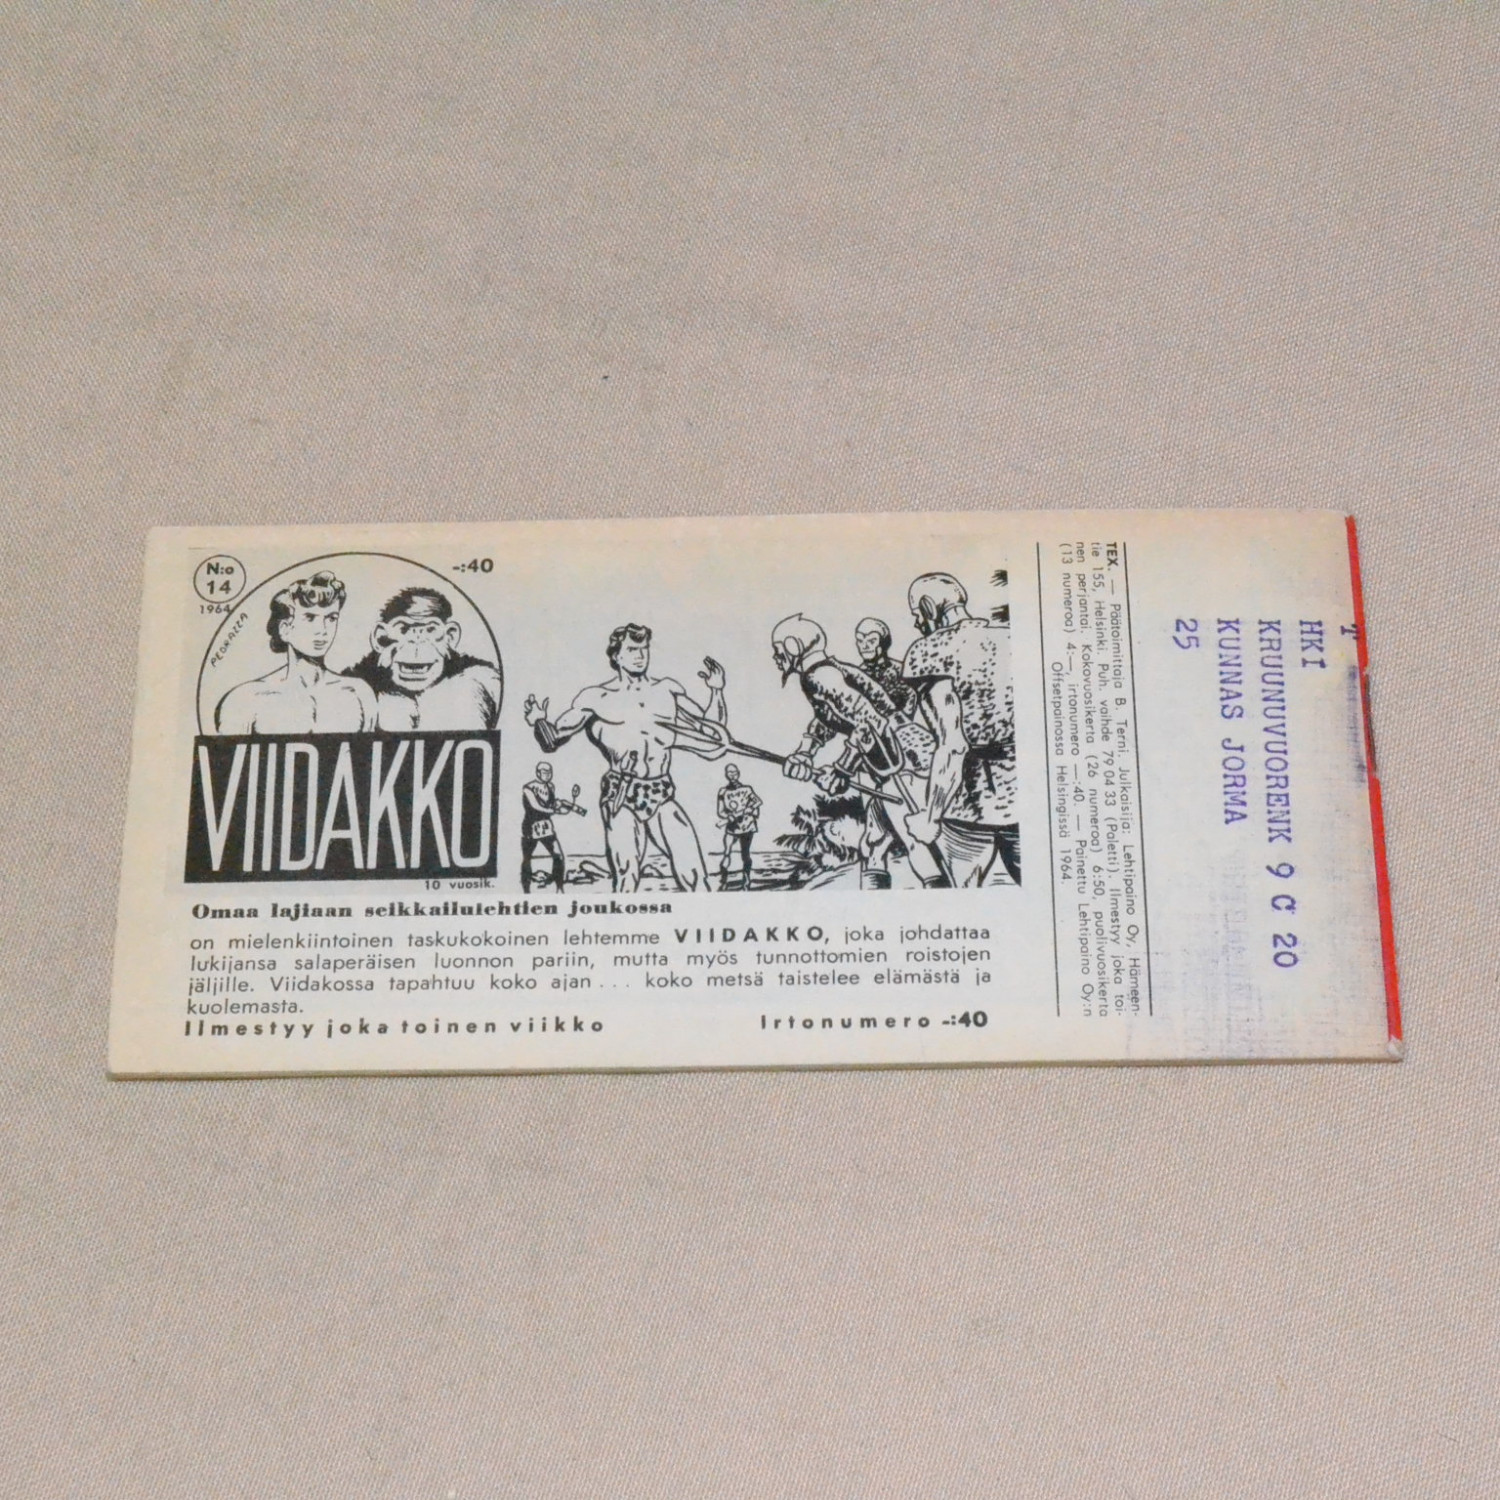 N:o
14
1964
-:40
PEDRAZZA
VIIDAKKO
10 vuosik.
Omaa lajiaan seikkailulehtien joukossa
on mielenkiintoinen taskukokoinen lehtemme VIIDAKKO, joka johdattaa
lukijansa salaperäisen luonnon pariin, mutta myös tunnottomien roistojen
jäljille. Viidakossa tapahtuu koko ajan . . . koko metsä taistelee elämästä ja
kuolemasta.
Ilmestyy joka toinen viikko
Irtonumero -:40
TEX. — Päätoimittaja B. Terni. Julkaisija: Lehtipaino Oy, Hämeen-
tie 155, Helsinki. Puh. vaihde 79 04 33 (Paletti). Ilmestyy joka toi-
nen perjantai. Kokovuosikerta (26 numeroa) 6:50, puolivuosikerta
(13 numeroa) 4:—, irtonumero —:40. — Painettu Lehtipaino Oy:n
Offsetpainossa Helsingissä 1964.
HKI
KRUUNUVUORENK 9 C 20
KUNNAS JORMA
25